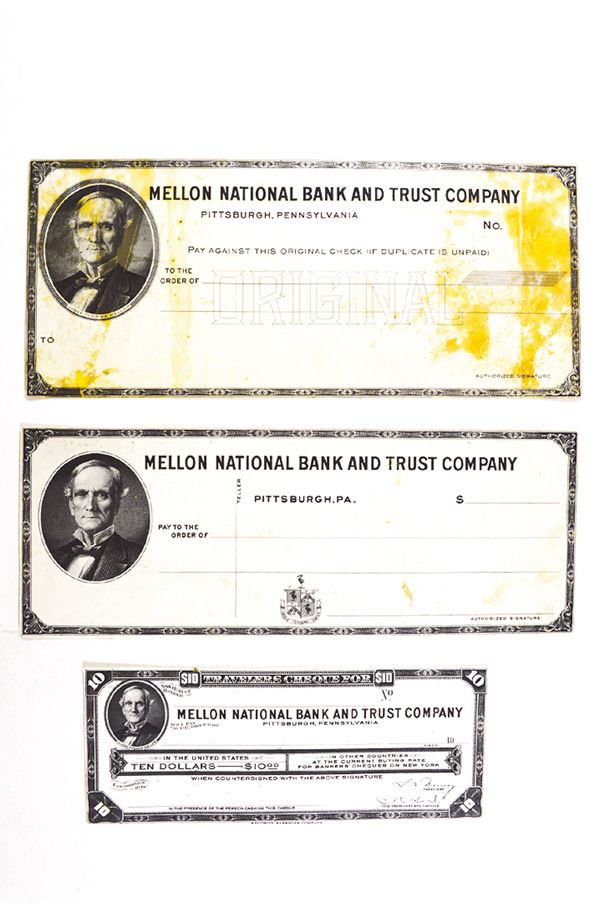 MELLON NATIONAL BANK AND TRUST COMPANY
PITTSBURGH, PENNSYLVANIA
No.
PAY AGAINST THIS ORIGINAL CHECK (IF DUPLICATE IS UNPAID)
TO THE
ORDER OF
ORIGINAL
TO
AUTHORIZED SIGNATURE
MELLON NATIONAL BANK AND TRUST COMPANY
TELLER
PITTSBURGH, PA.
$
PAY TO THE
ORDER OF
AUTHORIZED SIGNATURE
10 $10 TRAVELERS CHEQUE FOR $10 10
No
MELLON NATIONAL BANK AND TRUST COMPANY
PITTSBURGH, PENNSYLVANIA
19
IN THE UNITED STATES
TEN DOLLARS — $10.00
IN OTHER COUNTRIES
AT THE CURRENT BUYING RATE
FOR BANKERS CHEQUES ON NEW YORK
WHEN COUNTERSIGNED WITH THE ABOVE SIGNATURE
PRESIDENT
IN THE PRESENCE OF THE PERSON CASHING THIS CHEQUE
10 10